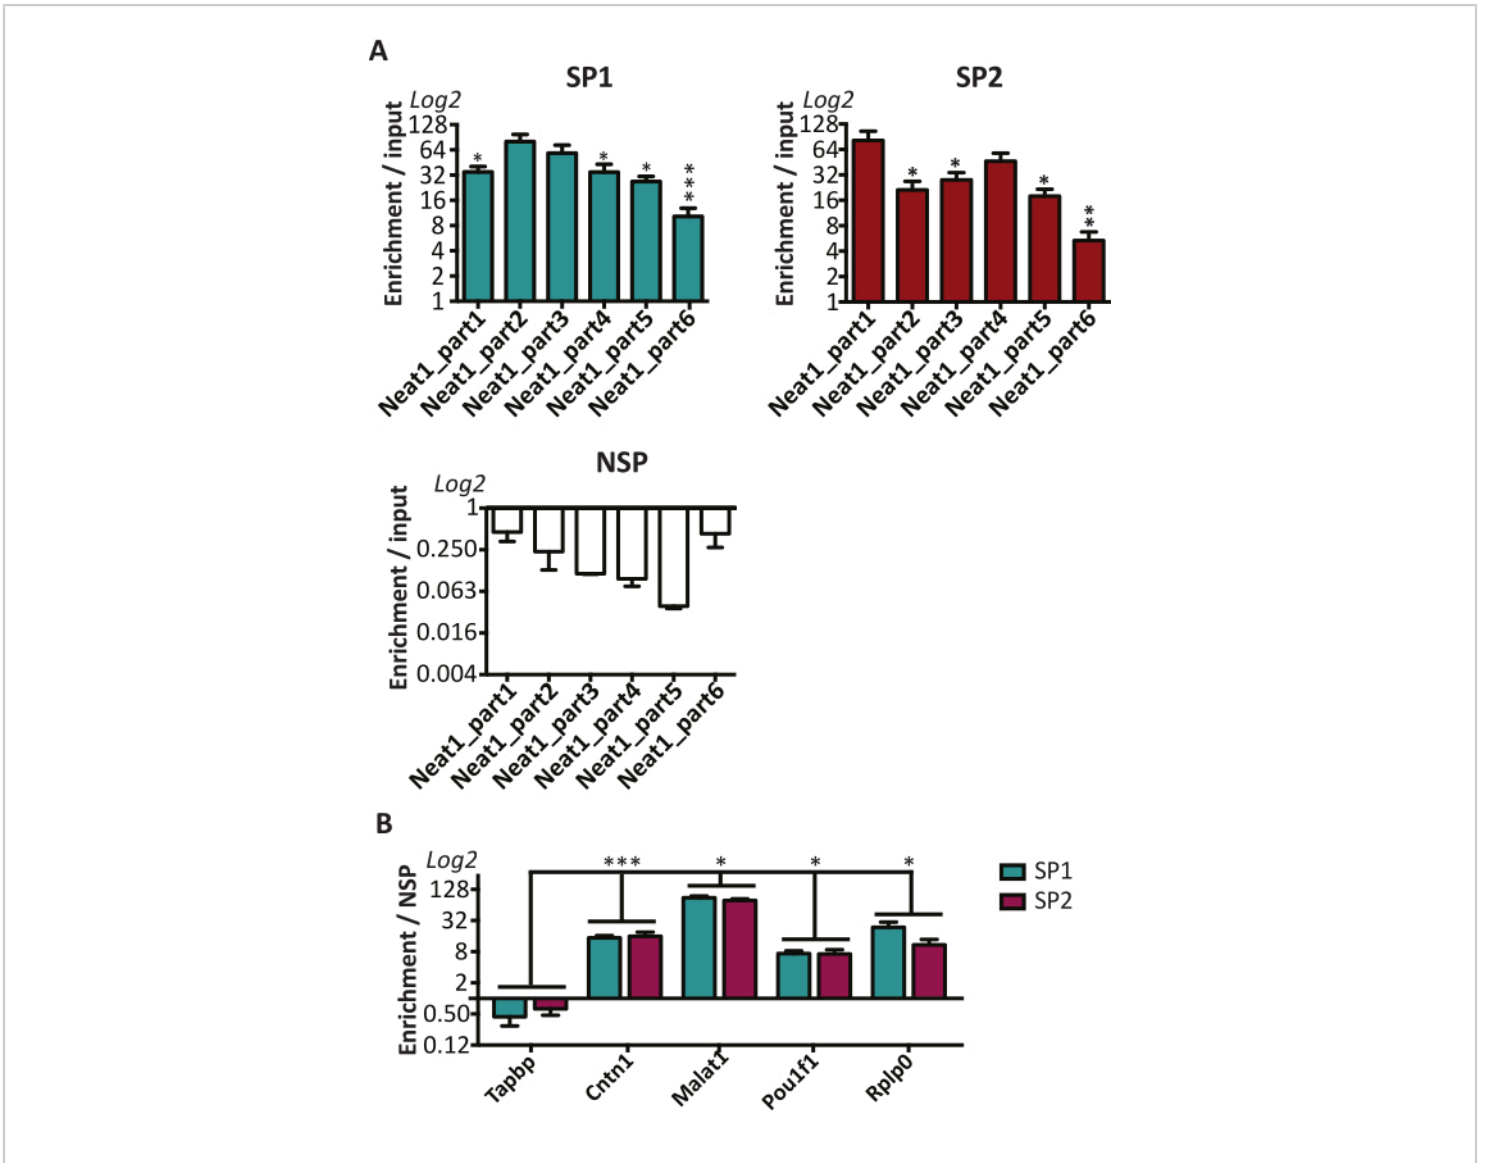 A
SP1
Log2
Enrichment / input
128
64
32
16
8
4
2
1
*
*
*
***
Neat1_part1
Neat1_part2
Neat1_part3
Neat1_part4
Neat1_part5
Neat1_part6
SP2
Log2
Enrichment / input
128
64
32
16
8
4
2
1
*
*
*
**
Neat1_part1
Neat1_part2
Neat1_part3
Neat1_part4
Neat1_part5
Neat1_part6
NSP
Log2
Enrichment / input
1
0.250
0.063
0.016
0.004
Neat1_part1
Neat1_part2
Neat1_part3
Neat1_part4
Neat1_part5
Neat1_part6
B
Log2
Enrichment / NSP
128
32
8
2
0.50
0.12
***
*
*
*
Tapbp
Cntn1
Malat1
Pou1f1
Rplp0
SP1
SP2